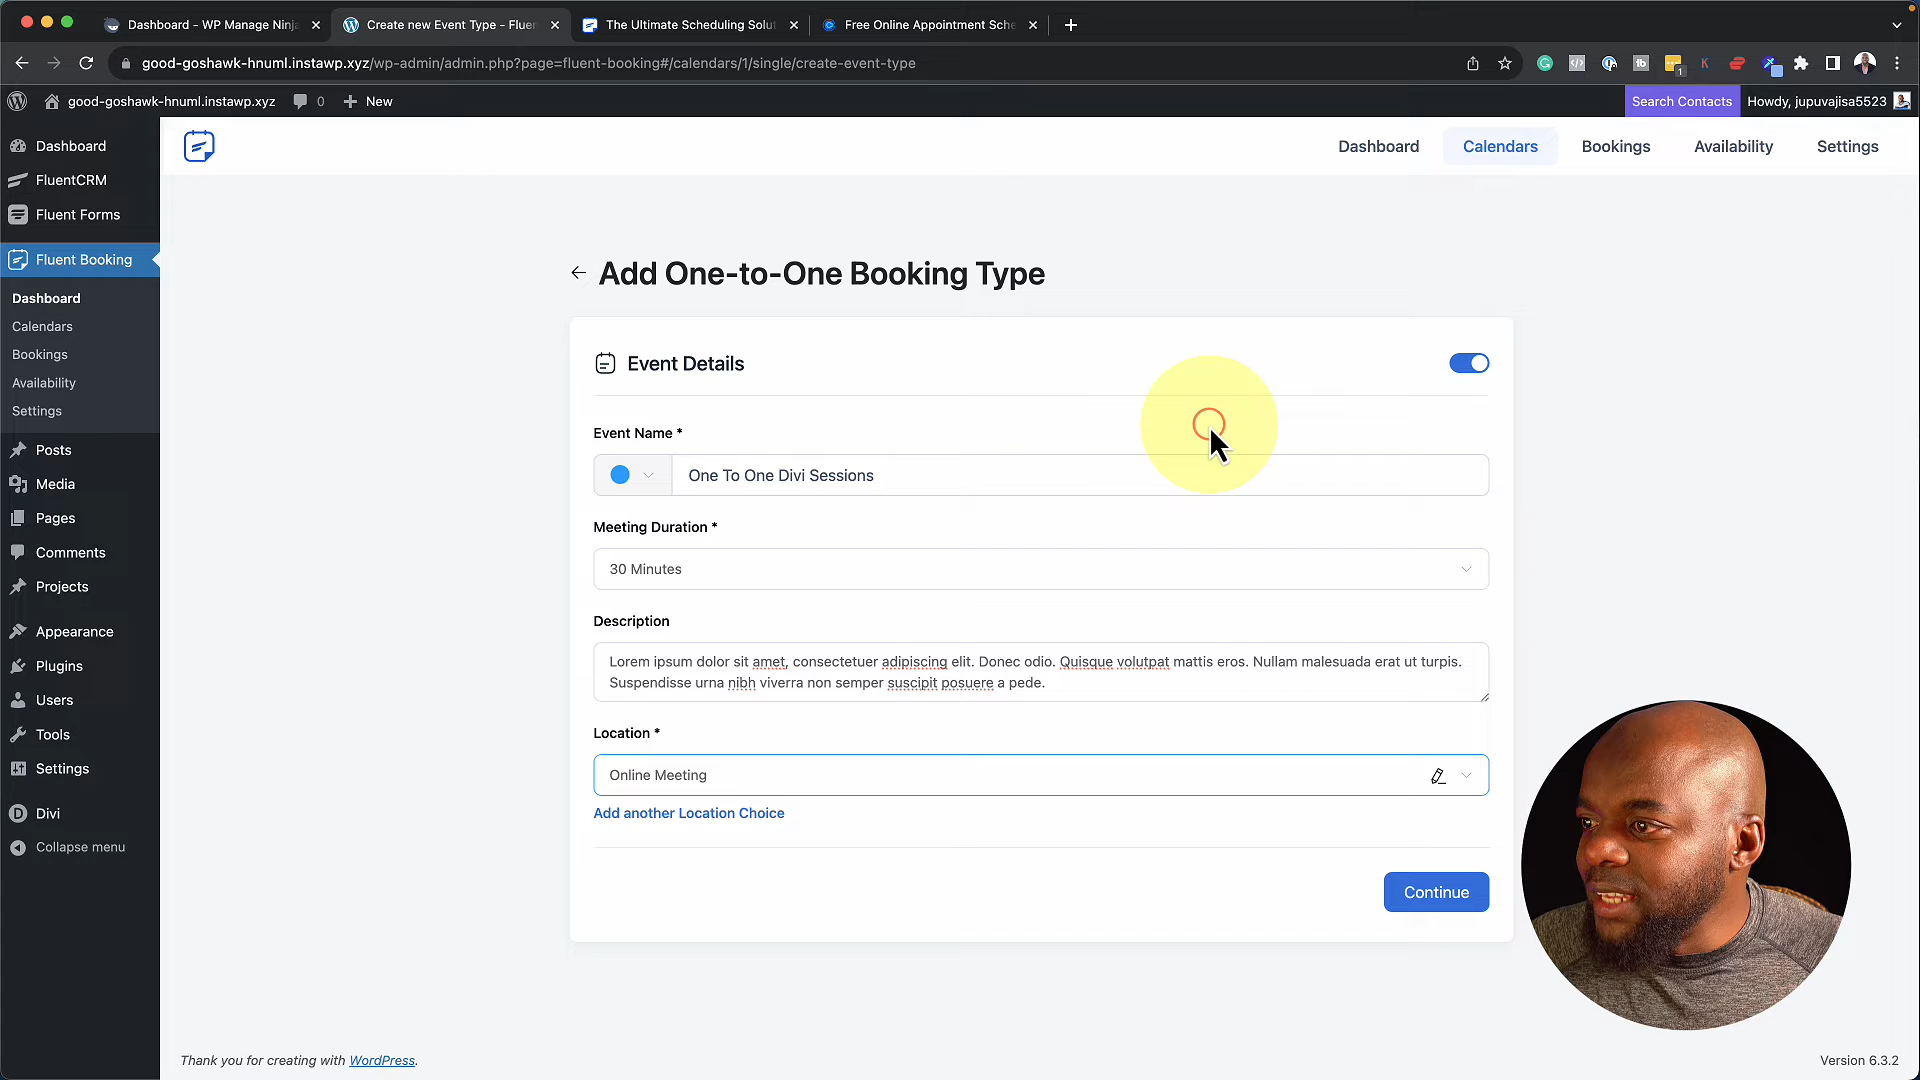 Dashboard - WP Manage Ninja
Create new Event Type - Fluen
The Ultimate Scheduling Solut
Free Online Appointment Sche
good-goshawk-hnuml.instawp.xyz/wp-admin/admin.php?page=fluent-booking#/calendars/1/single/create-event-type
good-goshawk-hnuml.instawp.xyz
0
New
Search Contacts
Howdy, jupuvajisa5523
Dashboard
FluentCRM
Fluent Forms
Fluent Booking
Dashboard
Calendars
Bookings
Availability
Settings
Posts
Media
Pages
Comments
Projects
Appearance
Plugins
Users
Tools
Settings
Divi
Collapse menu
Dashboard
Calendars
Bookings
Availability
Settings
Add One-to-One Booking Type
Event Details
Event Name *
One To One Divi Sessions
Meeting Duration *
30 Minutes
Description
Lorem ipsum dolor sit amet, consectetuer adipiscing elit. Donec odio. Quisque volutpat mattis eros. Nullam malesuada erat ut turpis.
Suspendisse urna nibh viverra non semper suscipit posuere a pede.
Location *
Online Meeting
Add another Location Choice
Continue
Thank you for creating with WordPress.
Version 6.3.2